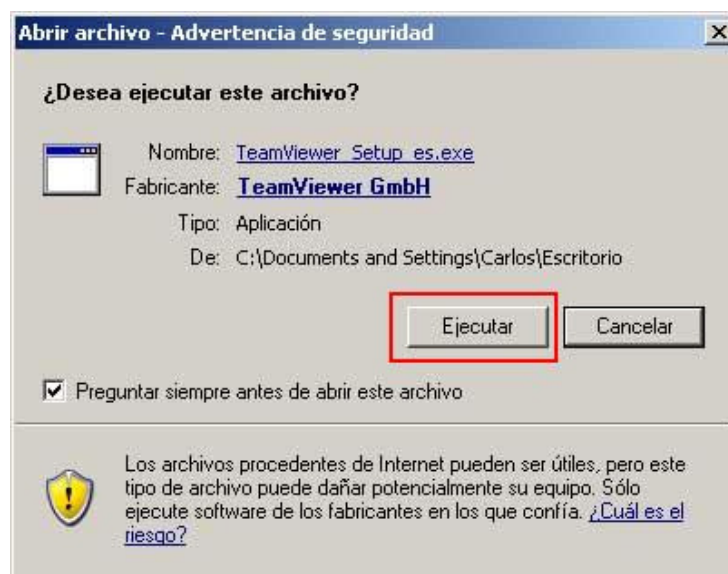 Abrir archivo - Advertencia de seguridad
¿Desea ejecutar este archivo?
Nombre: TeamViewer_Setup_es.exe
Fabricante: TeamViewer GmbH
Tipo: Aplicación
De: C:\Documents and Settings\Carlos\Escritorio
Ejecutar Cancelar
Preguntar siempre antes de abrir este archivo
Los archivos procedentes de Internet pueden ser útiles, pero este
tipo de archivo puede dañar potencialmente su equipo. Sólo
ejecute software de los fabricantes en los que confía. ¿Cuál es el
riesgo?